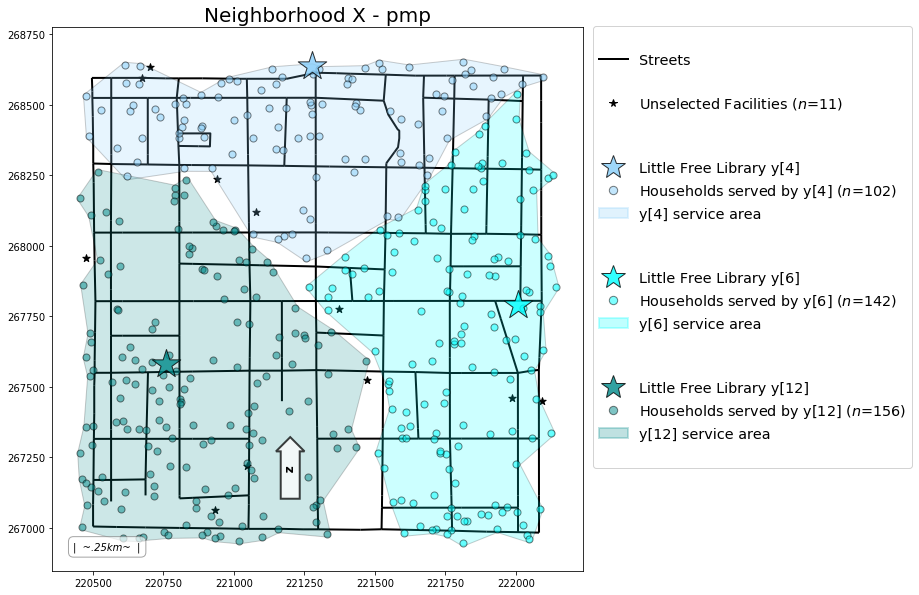 Neighborhood X - pmp
268750
268500
268250
268000
267750
267500
267250
267000
220500 220750 221000 221250 221500 221750 222000
N
| ~.25km~ |
Streets
Unselected Facilities (n=11)
Little Free Library y[4]
Households served by y[4] (n=102)
y[4] service area
Little Free Library y[6]
Households served by y[6] (n=142)
y[6] service area
Little Free Library y[12]
Households served by y[12] (n=156)
y[12] service area